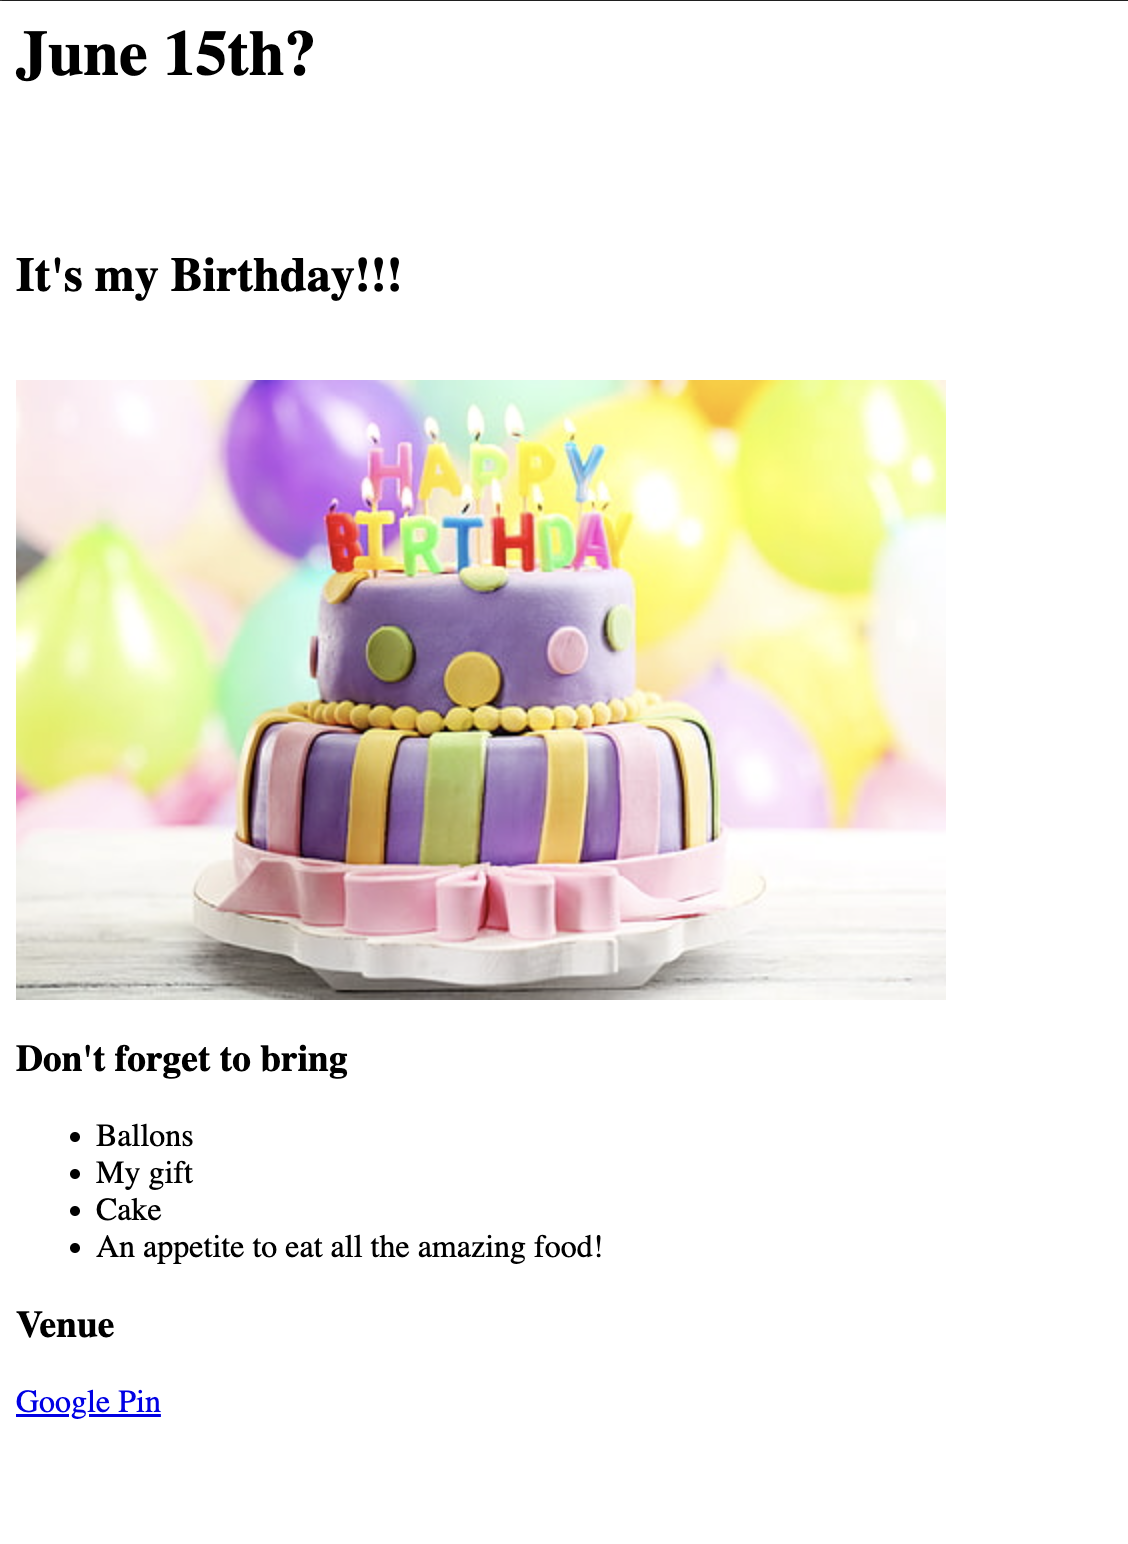 June 15th?
It's my Birthday!!!
HAPPY
BIRTHDAY
Don't forget to bring
Ballons
My gift
Cake
An appetite to eat all the amazing food!
Venue
Google Pin